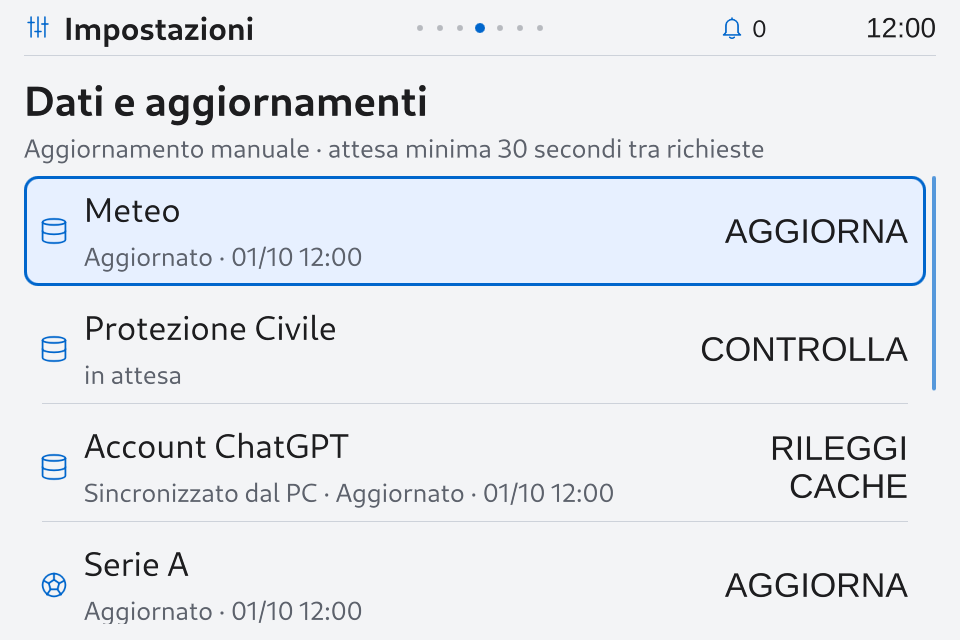 Impostazioni
0
12:00
Dati e aggiornamenti
Aggiornamento manuale · attesa minima 30 secondi tra richieste
Meteo
Aggiornato · 01/10 12:00
AGGIORNA
Protezione Civile
in attesa
CONTROLLA
Account ChatGPT
Sincronizzato dal PC · Aggiornato · 01/10 12:00
RILEGGI
CACHE
Serie A
Aggiornato · 01/10 12:00
AGGIORNA